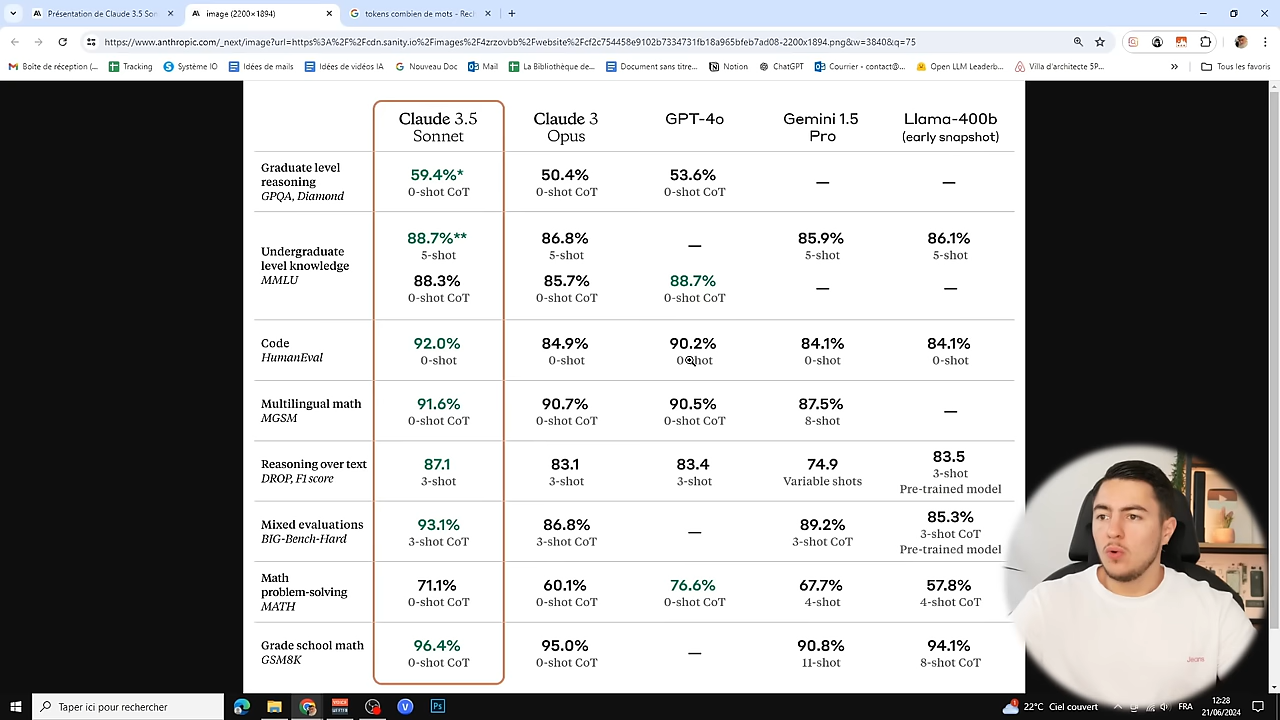 Présentation de Claude 3.5 Son
image (2200×1894)
tokens combien de mots - Recl
https://www.anthropic.com/_next/image?url=https%3A%2F%2Fcdn.sanity.io%2Fimages%2F4zrzovbb%2Fwebsite%2Fcf2c754458e9102b7334731fb18a965bfeb7ad08-2200x1894.png&w=3840&q=75
Boîte de réception (...
Tracking
Système IO
Idées de mails
Idées de vidéos IA
Nouveau Doc
Mail
La Bibliothèque de...
Document sans titre...
Notion
ChatGPT
Courrier • contact@...
Open LLM Leaderb...
Villa d'architecte 5P...
Tous les favoris
Claude 3.5
Sonnet
Claude 3
Opus
GPT-4o
Gemini 1.5
Pro
Llama-400b
(early snapshot)
Graduate level
reasoning
GPQA, Diamond
59.4%*
0-shot CoT
50.4%
0-shot CoT
53.6%
0-shot CoT
—
—
Undergraduate
level knowledge
MMLU
88.7%**
5-shot
86.8%
5-shot
—
85.9%
5-shot
86.1%
5-shot
88.3%
0-shot CoT
85.7%
0-shot CoT
88.7%
0-shot CoT
—
—
Code
HumanEval
92.0%
0-shot
84.9%
0-shot
90.2%
0-shot
84.1%
0-shot
84.1%
0-shot
Multilingual math
MGSM
91.6%
0-shot CoT
90.7%
0-shot CoT
90.5%
0-shot CoT
87.5%
8-shot
—
Reasoning over text
DROP, F1 score
87.1
3-shot
83.1
3-shot
83.4
3-shot
74.9
Variable shots
83.5
3-shot
Pre-trained model
Mixed evaluations
BIG-Bench-Hard
93.1%
3-shot CoT
86.8%
3-shot CoT
—
89.2%
3-shot CoT
85.3%
3-shot CoT
Pre-trained model
Math
problem-solving
MATH
71.1%
0-shot CoT
60.1%
0-shot CoT
76.6%
0-shot CoT
67.7%
4-shot
57.8%
4-shot CoT
Grade school math
GSM8K
96.4%
0-shot CoT
95.0%
0-shot CoT
—
90.8%
11-shot
94.1%
8-shot CoT
Jeans
Taper ici pour rechercher
22°C Ciel couvert
FRA
12:28
21/06/2024